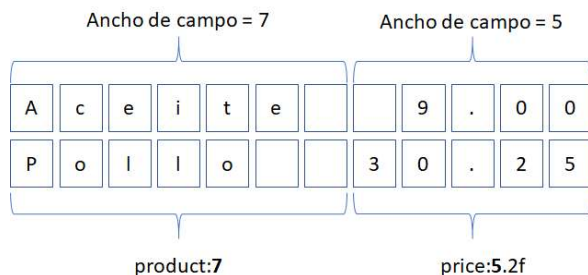 Ancho de campo = 7 Ancho de campo = 5
A c e i t e 9 . 0 0
P o l l o 3 0 . 2 5
product:7 price:5.2f